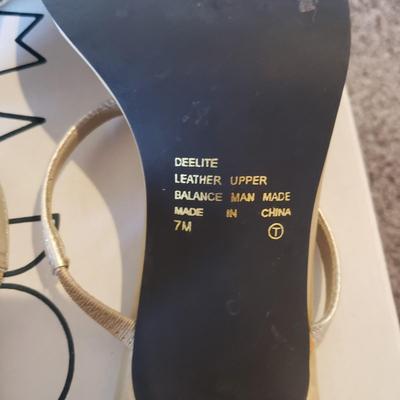 DEELITE
LEATHER UPPER
BALANCE MAN MADE
MADE IN CHINA
7M T